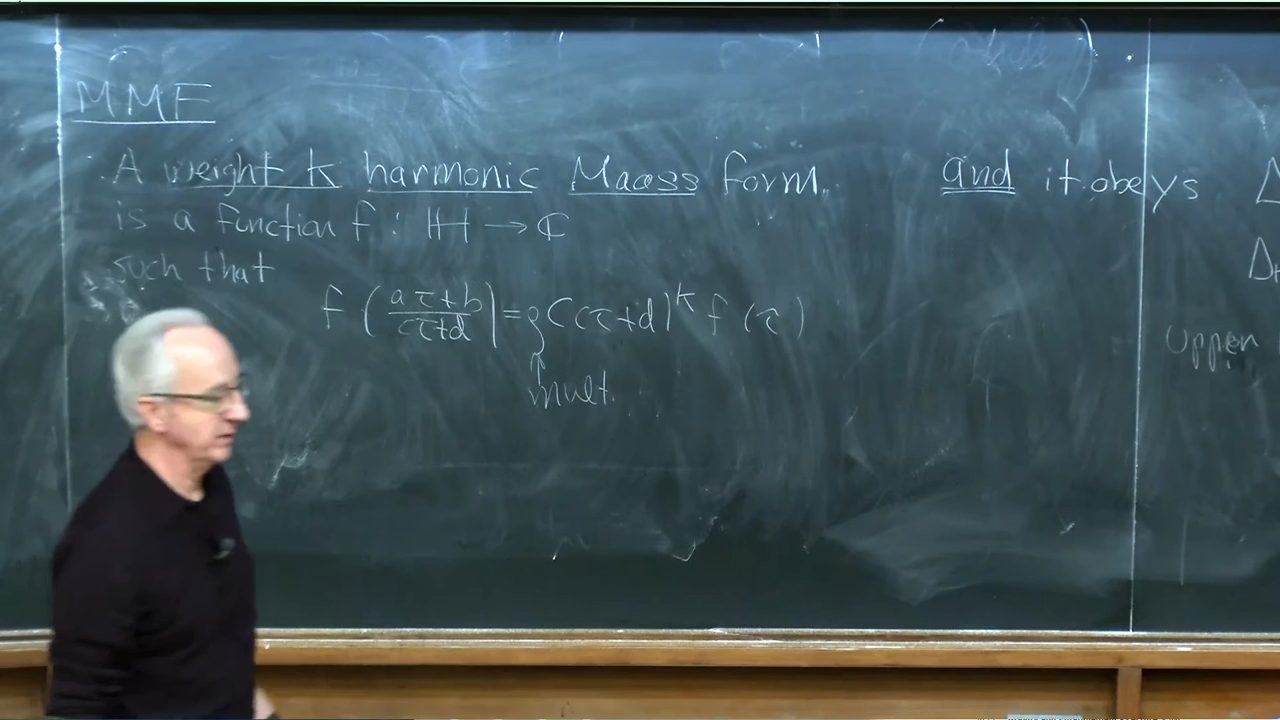 MMF
A weight k harmonic Maass form
is a function f : ℍ → ℂ
such that
f ( aτ+b / cτ+d ) = ρ (cτ+d)^k f (τ)
↑
mult.
and it obeys
Δ
upper